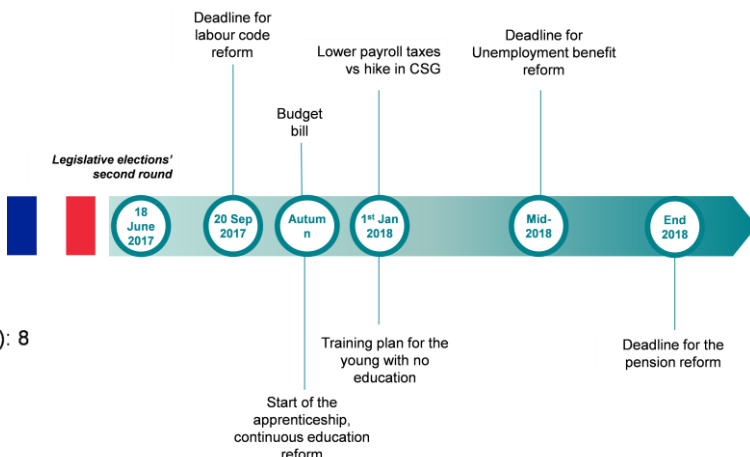 Deadline for
labour code
reform
Lower payroll taxes
vs hike in CSG
Deadline for
Unemployment benefit
reform
Budget
bill
Legislative elections'
second round
18
June
2017
20 Sep
2017
Autum
n
1st Jan
2018
Mid-
2018
End
2018
): 8
Training plan for the
young with no
education
Deadline for the
pension reform
Start of the
apprenticeship,
continuous education
reform